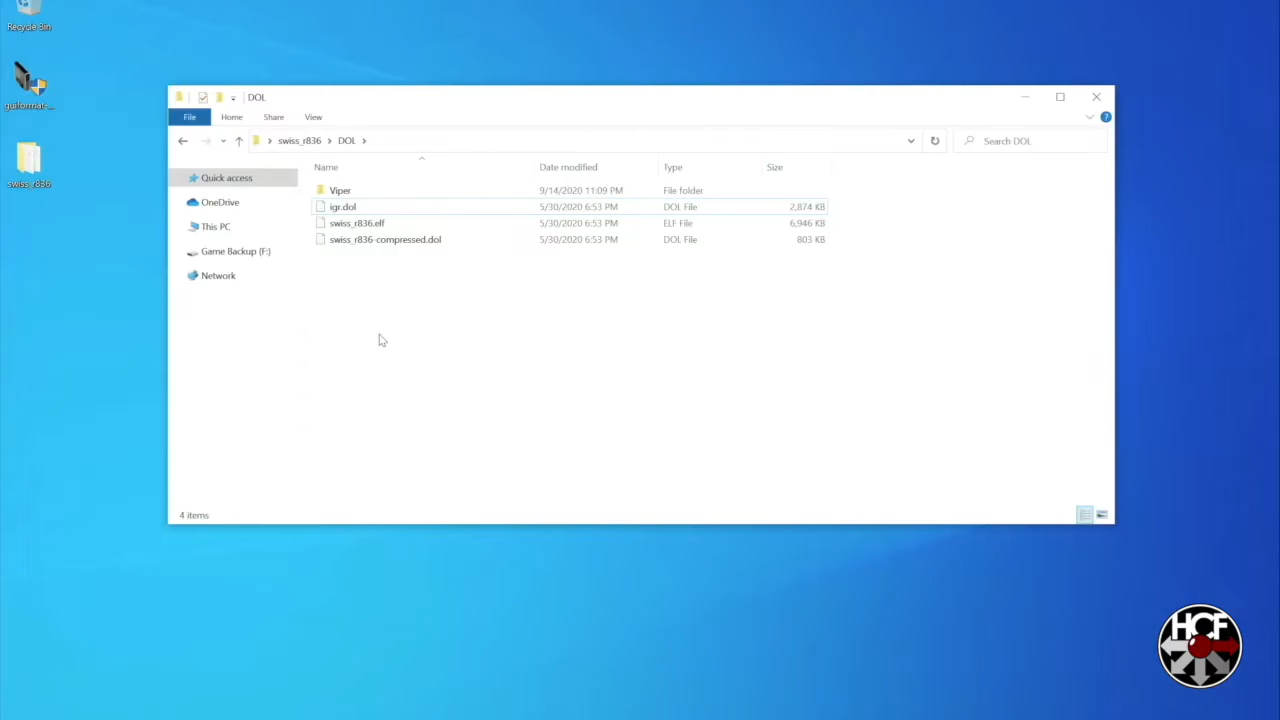 Recycle Bin
guiformat-...
swiss_r836
DOL
File Home Share View
swiss_r836 DOL
Search DOL
Quick access
OneDrive
This PC
Game Backup (F:)
Network
Name Date modified Type Size
Viper 9/14/2020 11:09 PM File folder
igr.dol 5/30/2020 6:53 PM DOL File 2,874 KB
swiss_r836.elf 5/30/2020 6:53 PM ELF File 6,946 KB
swiss_r836-compressed.dol 5/30/2020 6:53 PM DOL File 803 KB
4 items
HCF